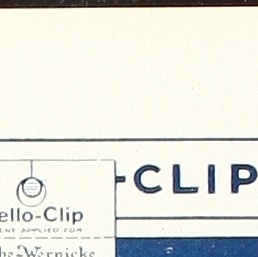 -CLIP
ello-Clip
ENT APPLIED FOR
he-Wernicke